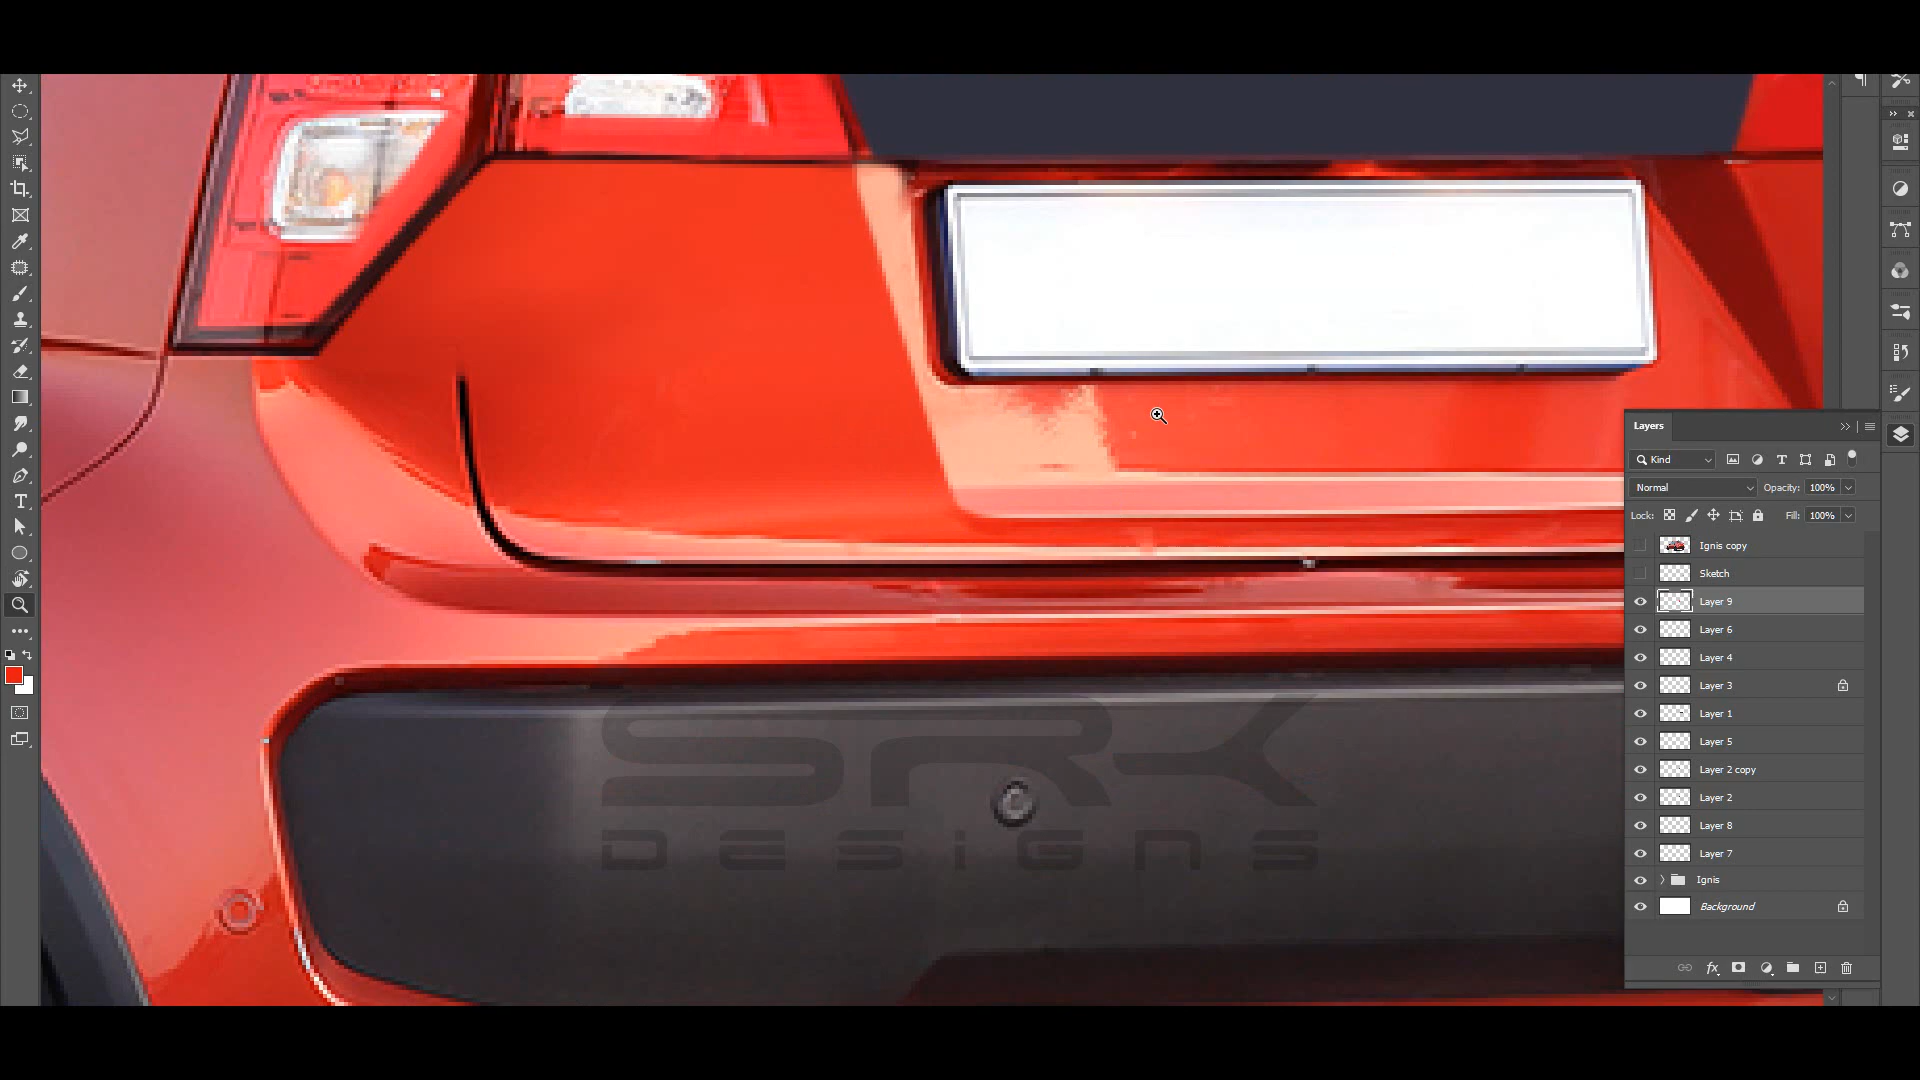 Layers
Kind
Normal
Opacity: 100%
Lock:
Fill: 100%
Ignis copy
Sketch
Layer 9
Layer 6
Layer 4
Layer 3
Layer 1
Layer 5
Layer 2 copy
Layer 2
Layer 8
Layer 7
Ignis
Background
fx
SRK
DESIGNS